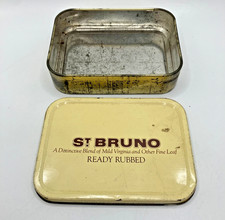 ST BRUNO
A Distinctive Blend of Mild Virginia and Other Fine Leaf
READY RUBBED